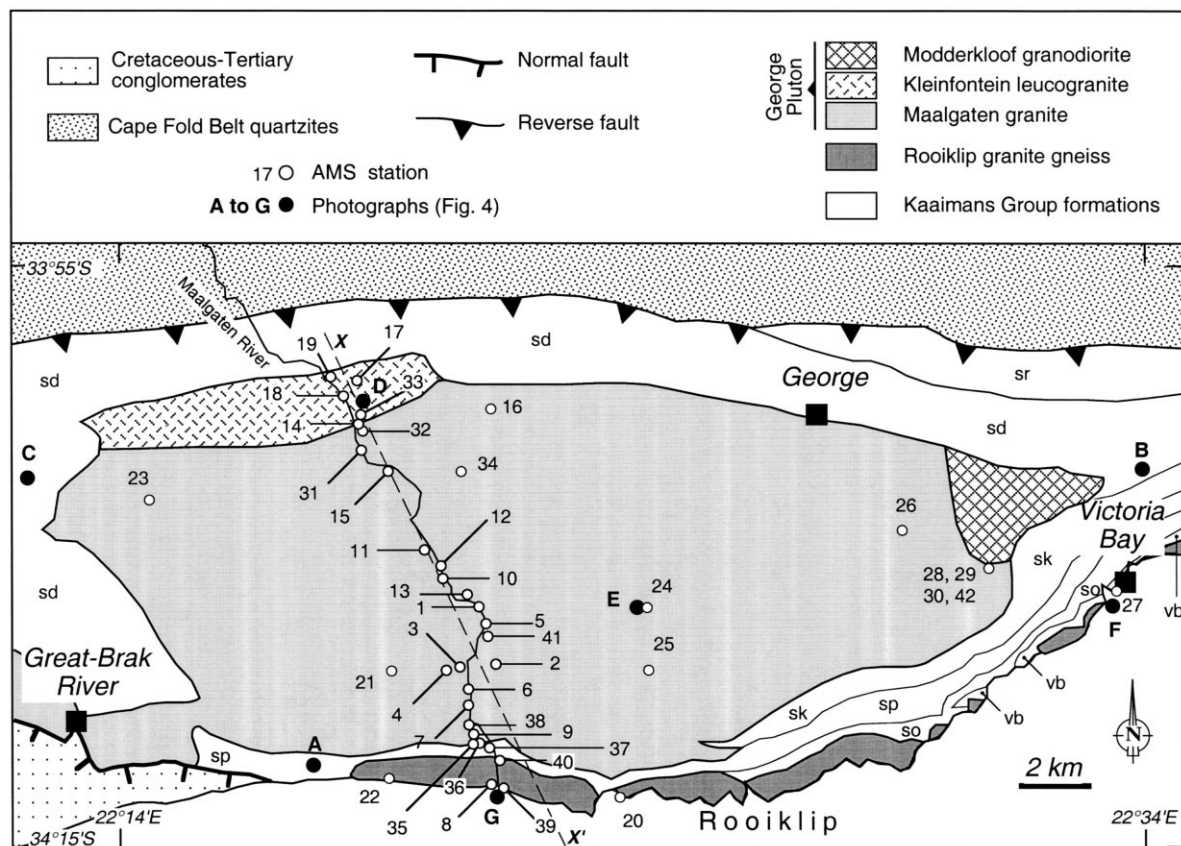 Cretaceous-Tertiary
conglomerates
Cape Fold Belt quartzites
Normal fault
Reverse fault
17 AMS station
A to G Photographs (Fig. 4)
George
Pluton
Modderkloof granodiorite
Kleinfontein leucogranite
Maalgaten granite
Rooiklip granite gneiss
Kaaimans Group formations
33°55'S
Maalgaten River
X
19
17
sd
sd
sr
18
D
33
George
14
16
32
sd
C
B
23
31
34
15
26
Victoria
Bay
12
11
sk
10
28, 29
30, 42
so
27
vb
13
24
E
1
F
sd
5
3
41
25
Great-Brak
River
21
2
vb
4
6
sk
sp
vb
7
38
so
N
sp
A
9
37
36
40
2 km
22
35
8
G
39
20
Rooiklip
22°14'E
34°15'S
X'
22°34'E